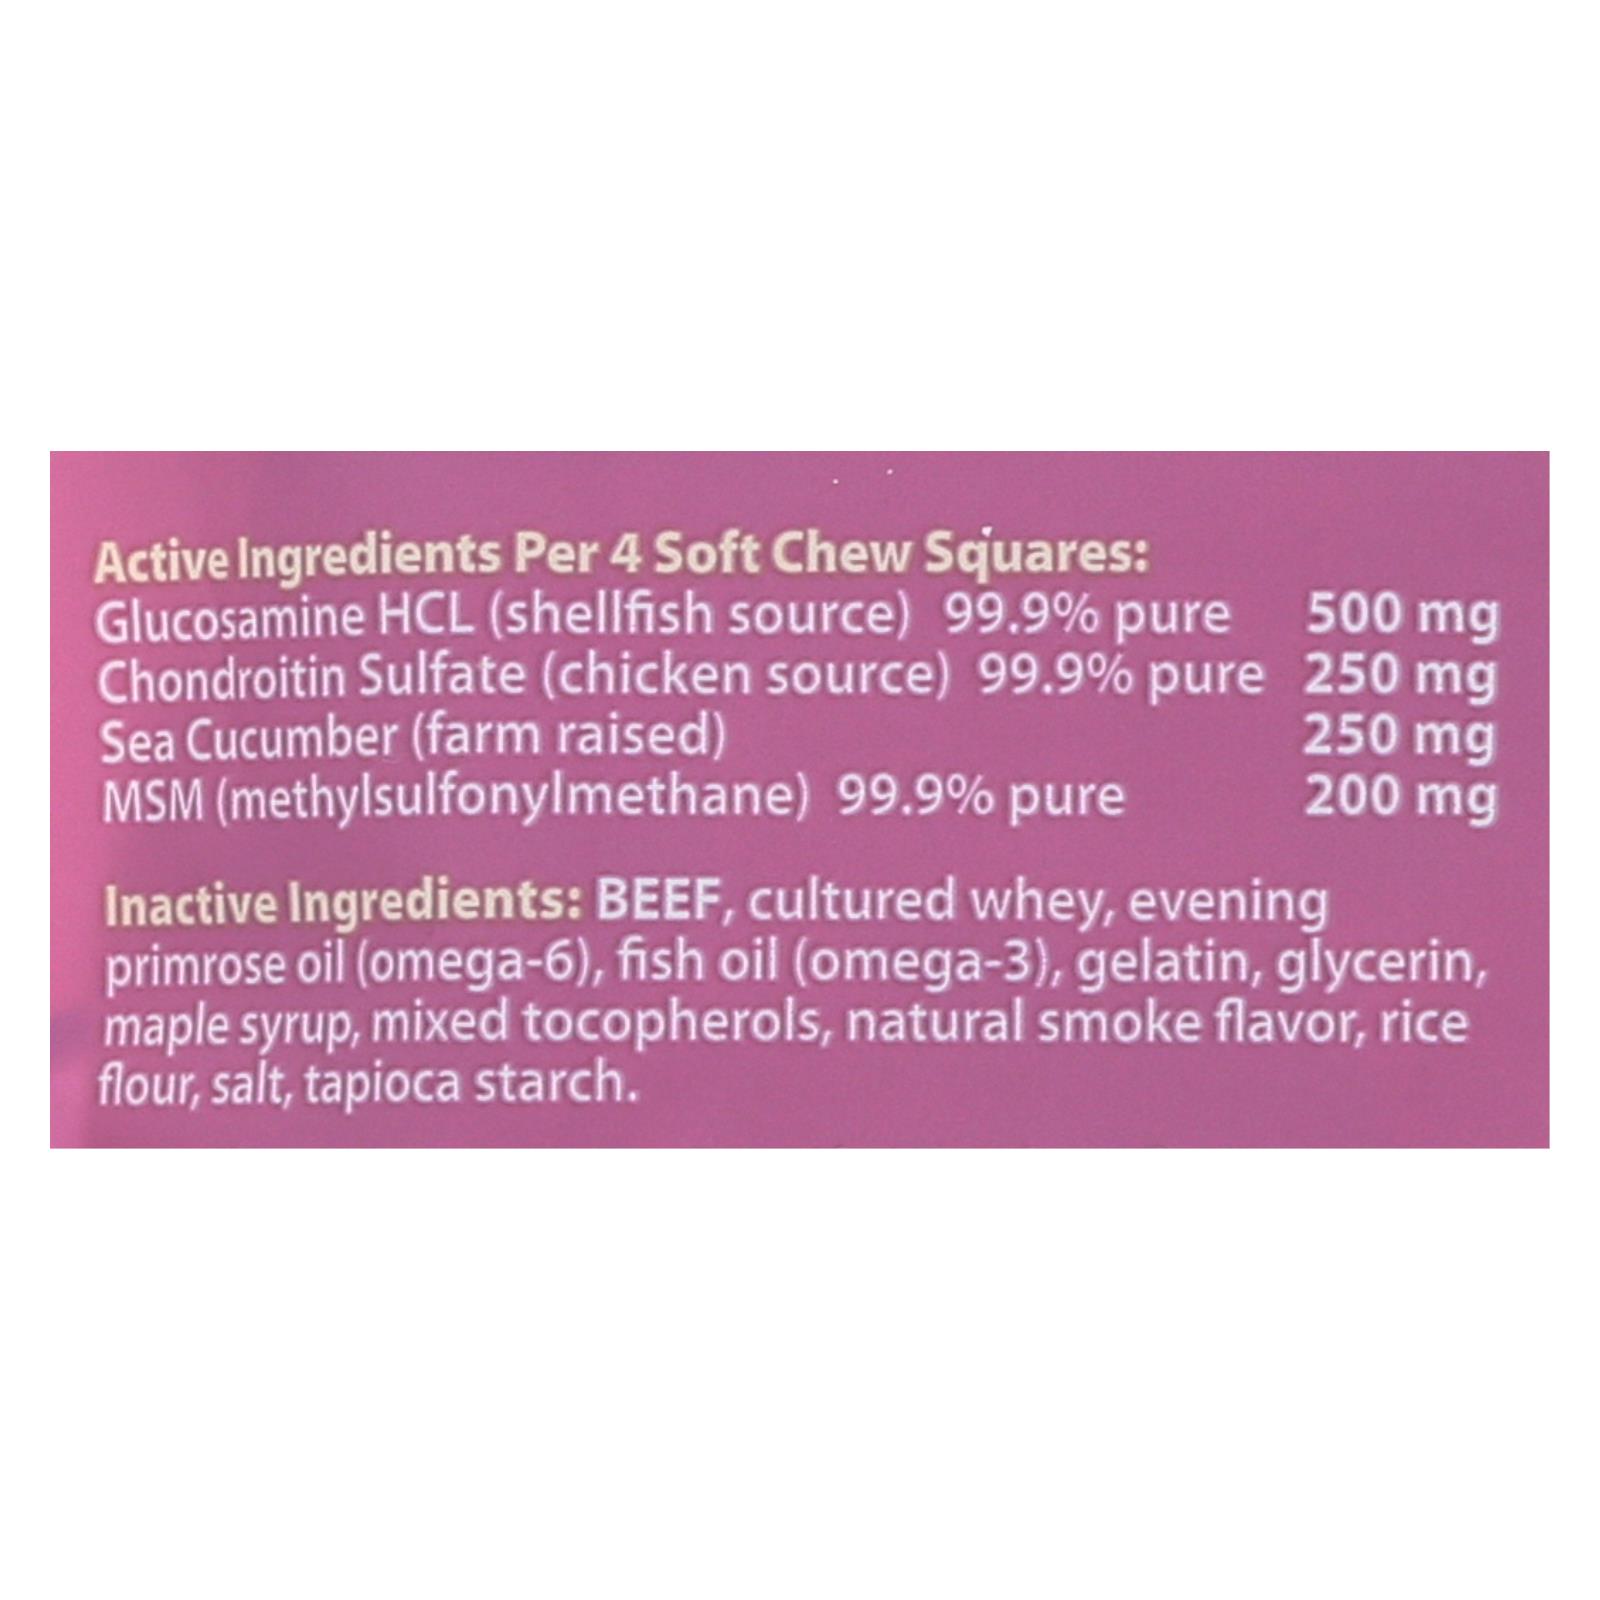 Active Ingredients Per 4 Soft Chew Squares:
Glucosamine HCL (shellfish source) 99.9% pure 500 mg
Chondroitin Sulfate (chicken source) 99.9% pure 250 mg
Sea Cucumber (farm raised) 250 mg
MSM (methylsulfonylmethane) 99.9% pure 200 mg
Inactive Ingredients: BEEF, cultured whey, evening
primrose oil (omega-6), fish oil (omega-3), gelatin, glycerin,
maple syrup, mixed tocopherols, natural smoke flavor, rice
flour, salt, tapioca starch.